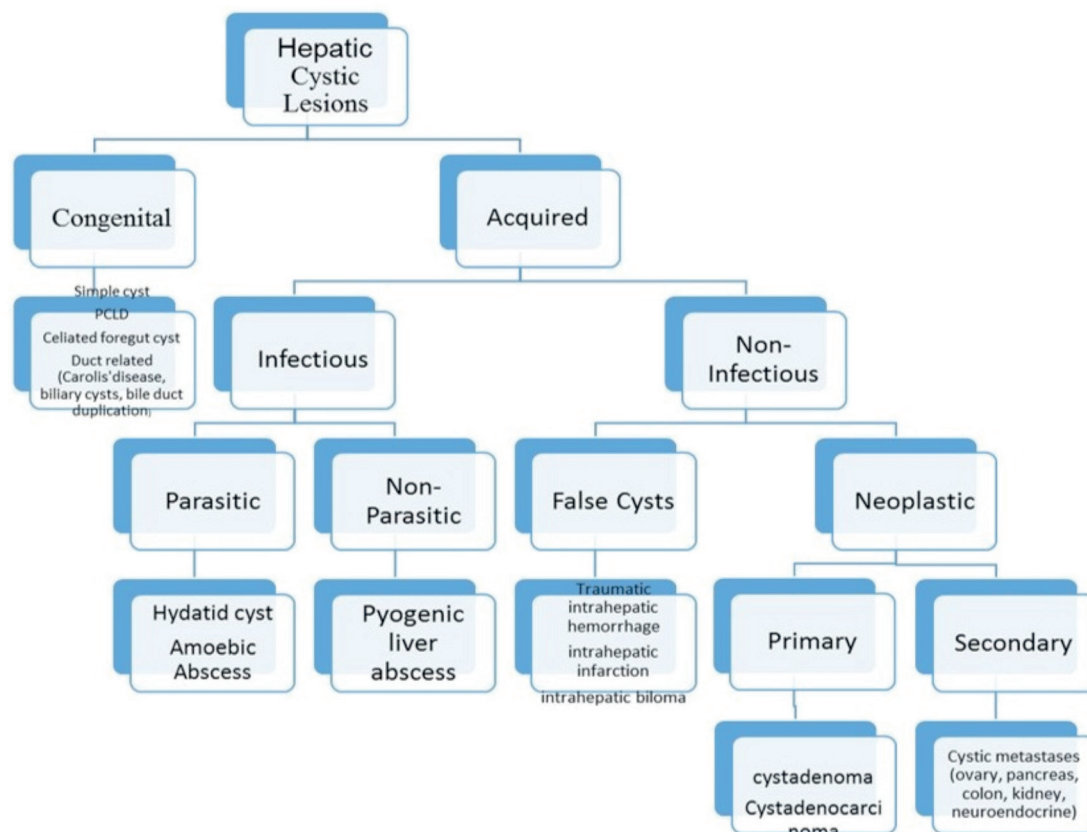 Hepatic
Cystic
Lesions
Congenital
Acquired
Simple cyst
PCLD
Celiated foregut cyst
Duct related
(Carolis'disease,
biliary cysts, bile duct
duplication)
Infectious
Non-
Infectious
Parasitic
Non-
Parasitic
False Cysts
Neoplastic
Hydatid cyst
Amoebic
Abscess
Pyogenic
liver
abscess
Traumatic
intrahepatic
hemorrhage
intrahepatic
infarction
intrahepatic biloma
Primary
Secondary
cystadenoma
Cystadenocarci
noma
Cystic metastases
(ovary, pancreas,
colon, kidney,
neuroendocrine)